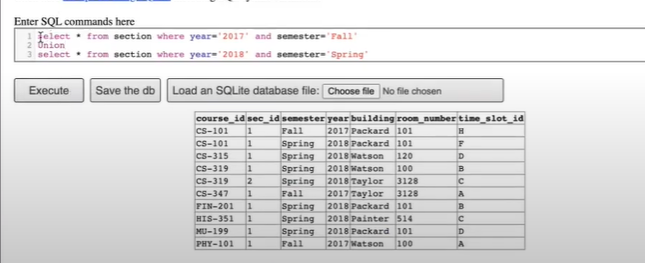 Enter SQL commands here
1 select * from section where year='2017' and semester='Fall'
2 Union
3 select * from section where year='2018' and semester='Spring'
Execute Save the db Load an SQLite database file: Choose file No file chosen
course_id sec_id semester year building room_number time_slot_id
CS-101 1 Fall 2017 Packard 101 H
CS-101 1 Spring 2018 Packard 101 F
CS-315 1 Spring 2018 Watson 120 D
CS-319 1 Spring 2018 Watson 100 B
CS-319 2 Spring 2018 Taylor 3128 C
CS-347 1 Fall 2017 Taylor 3128 A
FIN-201 1 Spring 2018 Packard 101 B
HIS-351 1 Spring 2018 Painter 514 C
MU-199 1 Spring 2018 Packard 101 D
PHY-101 1 Fall 2017 Watson 100 A